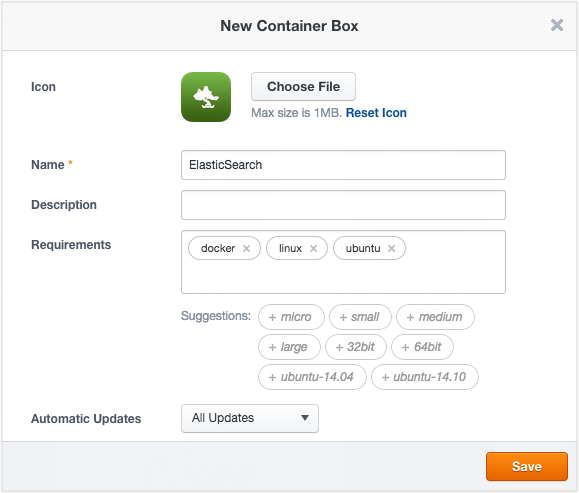 New Container Box
Icon
Choose File
Max size is 1MB. Reset Icon
Name *
ElasticSearch
Description
Requirements
docker × linux × ubuntu ×
Suggestions: + micro + small + medium
+ large + 32bit + 64bit
+ ubuntu-14.04 + ubuntu-14.10
Automatic Updates
All Updates
Save